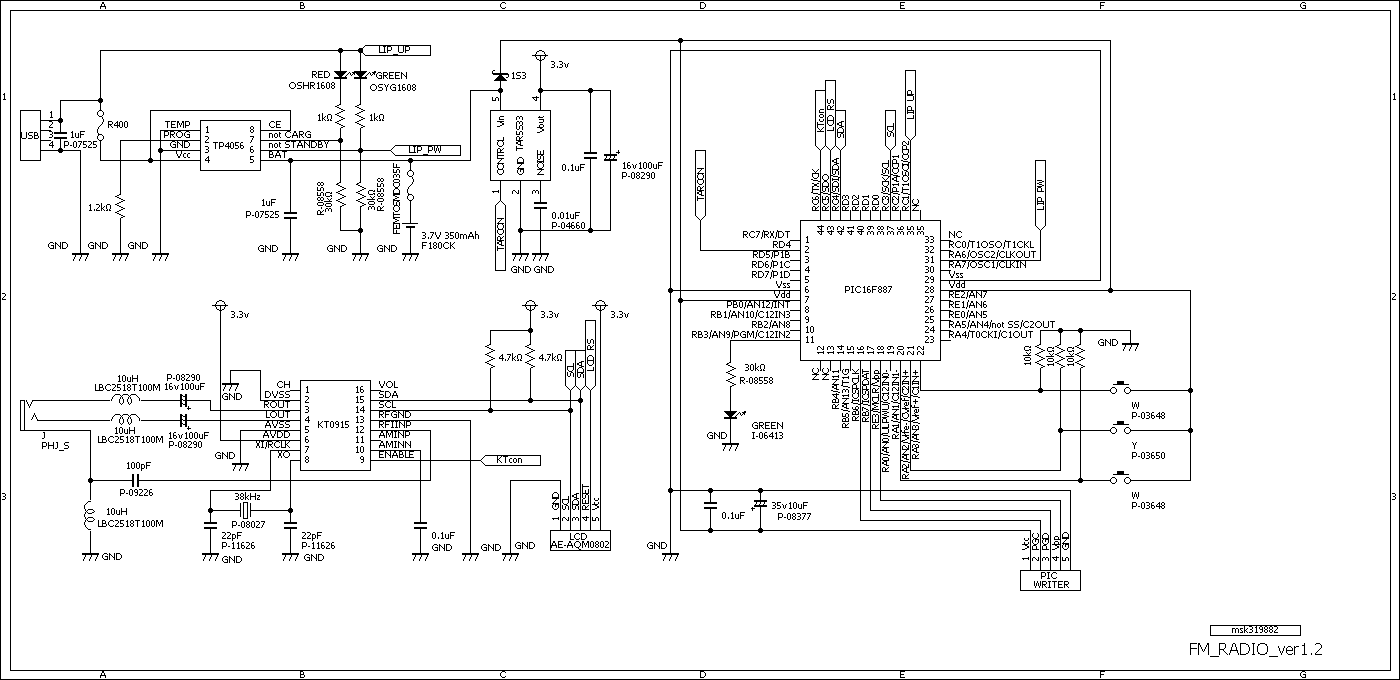 A B C D E F G
1
2
3
LIP_UP
RED
OSHR1608
GREEN
OSYG1608
1kΩ
1kΩ
USB
1
2
3
4
1uF
P-07525
R400
TEMP
PROG
GND
Vcc
1
2
3
4
TP4056
8
7
6
5
CE
not CARG
not STANDBY
BAT
LIP_PW
1.2kΩ
1uF
P-07525
R-08558
30kΩ
R-08558
30kΩ
FEMTOSMDC035F
3.7V 350mAh
F180CK
GND
GND
GND
GND
GND
GND
1S3
3.3v
5
4
Vin
Vout
TAR5S33
CONTROL
GND
NOISE
1
2
3
TARCON
0.1uF
16v100uF
P-08290
0.01uF
P-04660
GND
GND
TARCON
KTcon
LCD_RS
SDA
SCL
LIP_UP
LIP_PW
RC6/TX/CK
RC5/SDO
RC4/SDI/SDA
RD3
RD2
RD1
RD0
RC3/SCK/SCL
RC2/P1A/CCP1
RC1/T1OSI/CCP2
NC
44
43
42
41
40
39
38
37
36
35
35
RC7/RX/DT
RD4
RD5/P1B
RD6/P1C
RD7/P1D
Vss
Vdd
PB0/AN12/INT
RB1/AN10/C12IN3
RB2/AN8
RB3/AN9/PGM/C12IN2
1
2
3
4
5
6
7
8
9
10
11
PIC16F887
33
32
31
30
29
28
27
26
25
24
23
NC
RC0/T1OSO/T1CKL
RA6/OSC2/CLKOUT
RA7/OSC1/CLKIN
Vss
Vdd
RE2/AN7
RE1/AN6
RE0/AN5
RA5/AN4/not SS/C2OUT
RA4/T0CKI/C1OUT
12
13
14
15
16
17
18
19
20
21
22
NC
NC
RB4/AN11
RB5/AN13/T1G
RB6/ICSPCLK
RB7/ICSPDAT
RE3/MCLR/Vpp
RA0/AN0/ULPWU/C12IN0-
RA1/AN1/C12IN1-
RA2/AN2/Vre-/CVref/C2IN+
RA3/AN3/Vref+/C1IN+
30kΩ
R-08558
GREEN
I-06413
GND
10kΩ
10kΩ
10kΩ
GND
W
P-03648
Y
P-03650
W
P-03648
3.3v
3.3v
3.3v
4.7kΩ
4.7kΩ
SCL
SDA
LCD_RS
10uH
LBC2518T100M
P-08290
16v100uF
10uH
LBC2518T100M
16v100uF
P-08290
J
PHJ_S
GND
GND
CH
DVSS
ROUT
LOUT
AVSS
AVDD
XI/RCLK
XO
1
2
3
4
5
6
7
8
KT0915
16
15
14
13
12
11
10
9
VOL
SDA
SCL
RFGND
RFIINP
AMINP
AMINN
ENABLE
KTcon
100pF
P-09226
10uH
LBC2518T100M
38kHz
P-08027
22pF
P-11626
22pF
P-11626
0.1uF
GND
GND
GND
GND
GND
GND
GND
SCL
SDA
RESET
Vcc
1
2
3
4
5
LCD
AE-AQM0802
0.1uF
35v10uF
P-08377
GND
Vcc
PGC
PGD
Vpp
GND
1
2
3
4
5
PIC
WRITER
msk319882
FM_RADIO_ver1.2
1
2
3
A B C D E F G